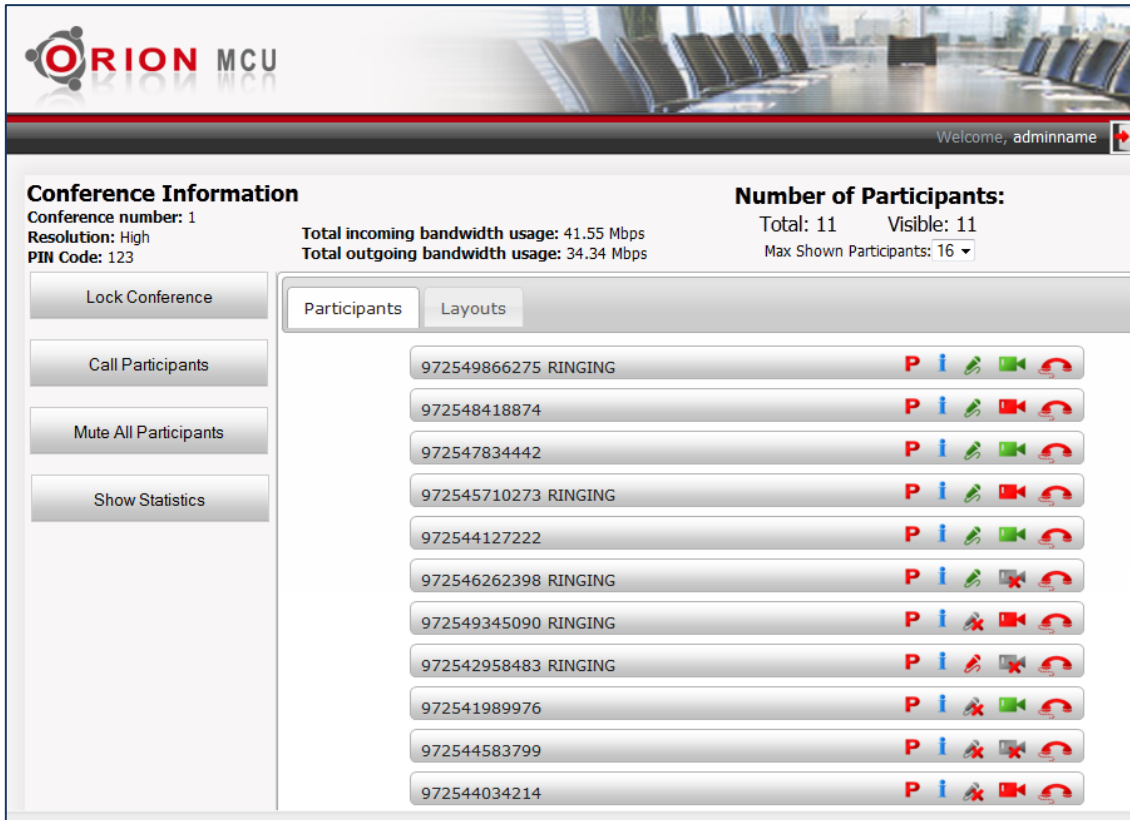 ORION MCU
Welcome, adminname
Conference Information
Conference number: 1
Resolution: High
PIN Code: 123
Total incoming bandwidth usage: 41.55 Mbps
Total outgoing bandwidth usage: 34.34 Mbps
Number of Participants:
Total: 11 Visible: 11
Max Shown Participants: 16
Lock Conference
Call Participants
Mute All Participants
Show Statistics
Participants Layouts
972549866275 RINGING P i
972548418874 P i
972547834442 P i
972545710273 RINGING P i
972544127222 P i
972546262398 RINGING P i
972549345090 RINGING P i
972542958483 RINGING P i
972541989976 P i
972544583799 P i
972544034214 P i